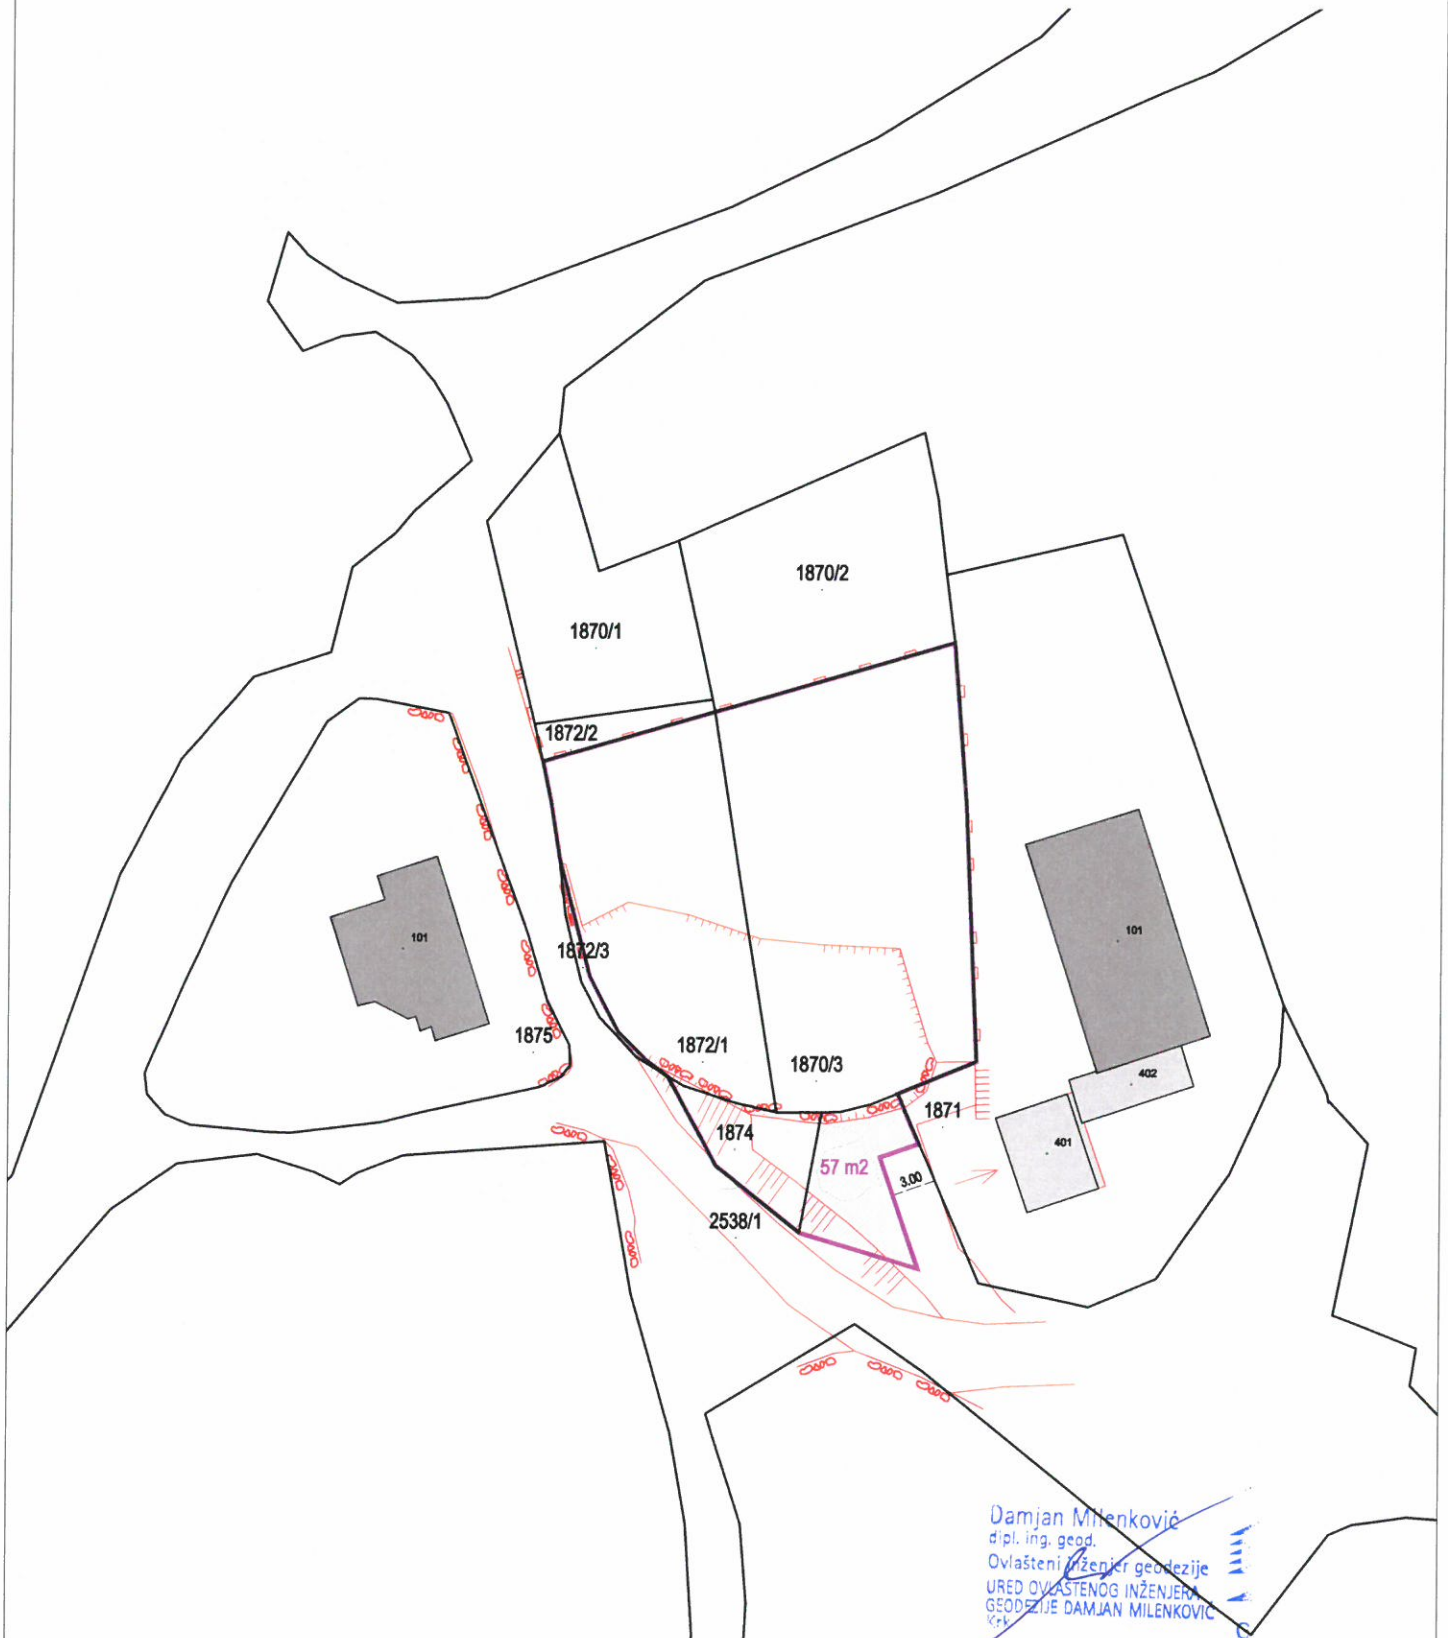 1870/2
1870/1
1872/2
101
101
1872/3
1875
1872/1
1870/3
402
1871
1874
401
57 m2
3.00
2538/1
Damjan Milenković
dipl. ing. geod.
Ovlašteni inženjer geodezije
URED OVLAŠTENOG INŽENJERA
GEODEZIJE DAMJAN MILENKOVIĆ
Krk